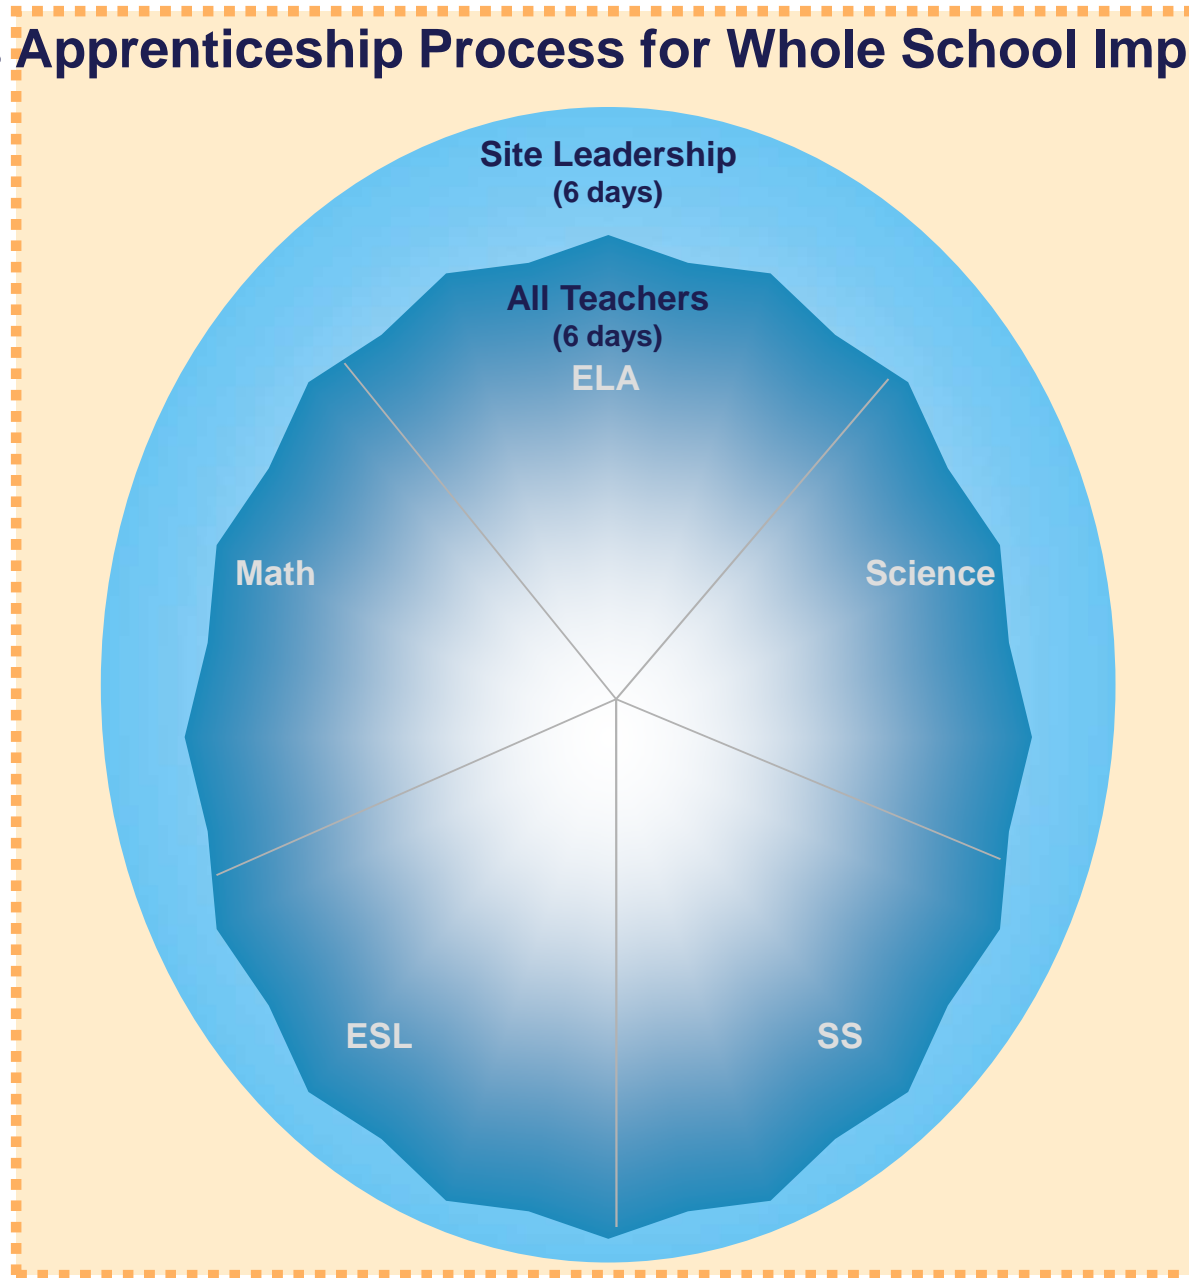 Apprenticeship Process for Whole School Imp
Site Leadership
(6 days)
All Teachers
(6 days)
ELA
Math
Science
ESL
SS